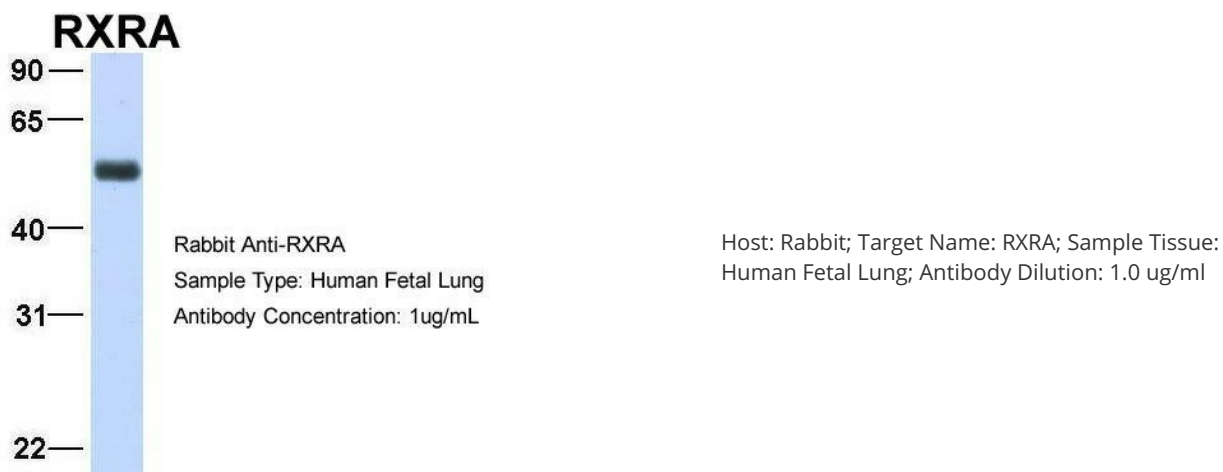 RXRA
90
65
40
31
22
Rabbit Anti-RXRA
Sample Type: Human Fetal Lung
Antibody Concentration: 1ug/mL
Host: Rabbit; Target Name: RXRA; Sample Tissue:
Human Fetal Lung; Antibody Dilution: 1.0 ug/ml